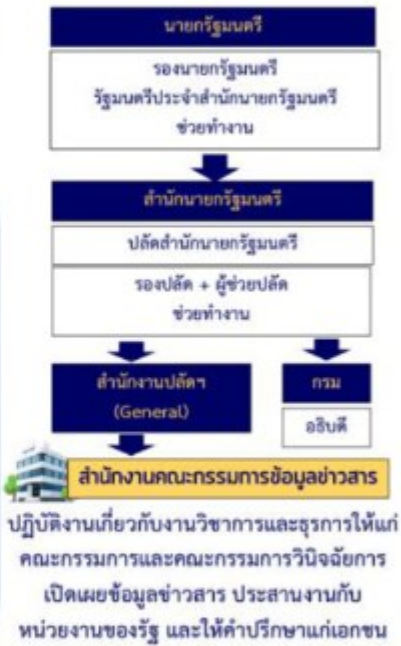 นายกรัฐมนตรี
รองนายกรัฐมนตรี
รัฐมนตรีประจำสำนักนายกรัฐมนตรี
ช่วยทำงาน
สำนักนายกรัฐมนตรี
ปลัดสำนักนายกรัฐมนตรี
รองปลัด + ผู้ช่วยปลัด
ช่วยทำงาน
สำนักงานปลัดฯ
(General)
กรม
อธิบดี
สำนักงานคณะกรรมการข้อมูลข่าวสาร
ปฏิบัติงานเกี่ยวกับงานวิชาการและธุรการให้แก่
คณะกรรมการและคณะกรรมการวินิจฉัยการ
เปิดเผยข้อมูลข่าวสาร ประสานงานกับ
หน่วยงานของรัฐ และให้คำปรึกษาแก่เอกชน